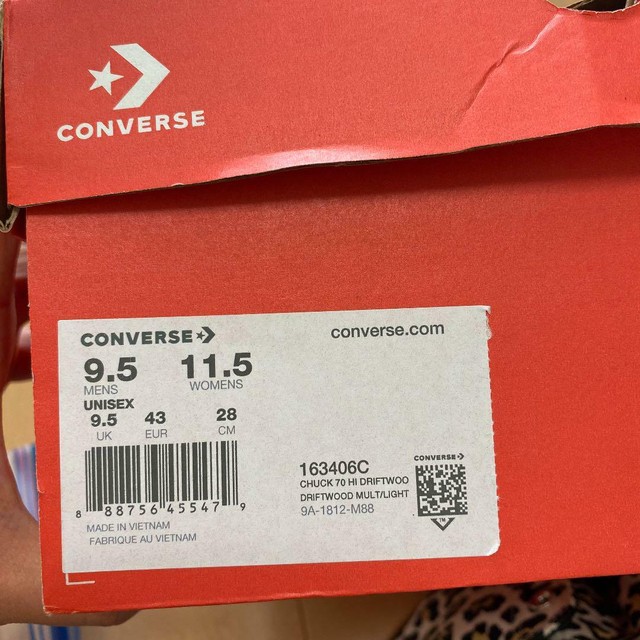 CONVERSE
CONVERSE
converse.com
9.5 11.5
MENS WOMENS
UNISEX
9.5 43 28
UK EUR CM
8 88756 45547 9
MADE IN VIETNAM
FABRIQUE AU VIETNAM
163406C
CHUCK 70 HI DRIFTWOO
DRIFTWOOD MULT/LIGHT
9A-1812-M88
CONVERSE
TM